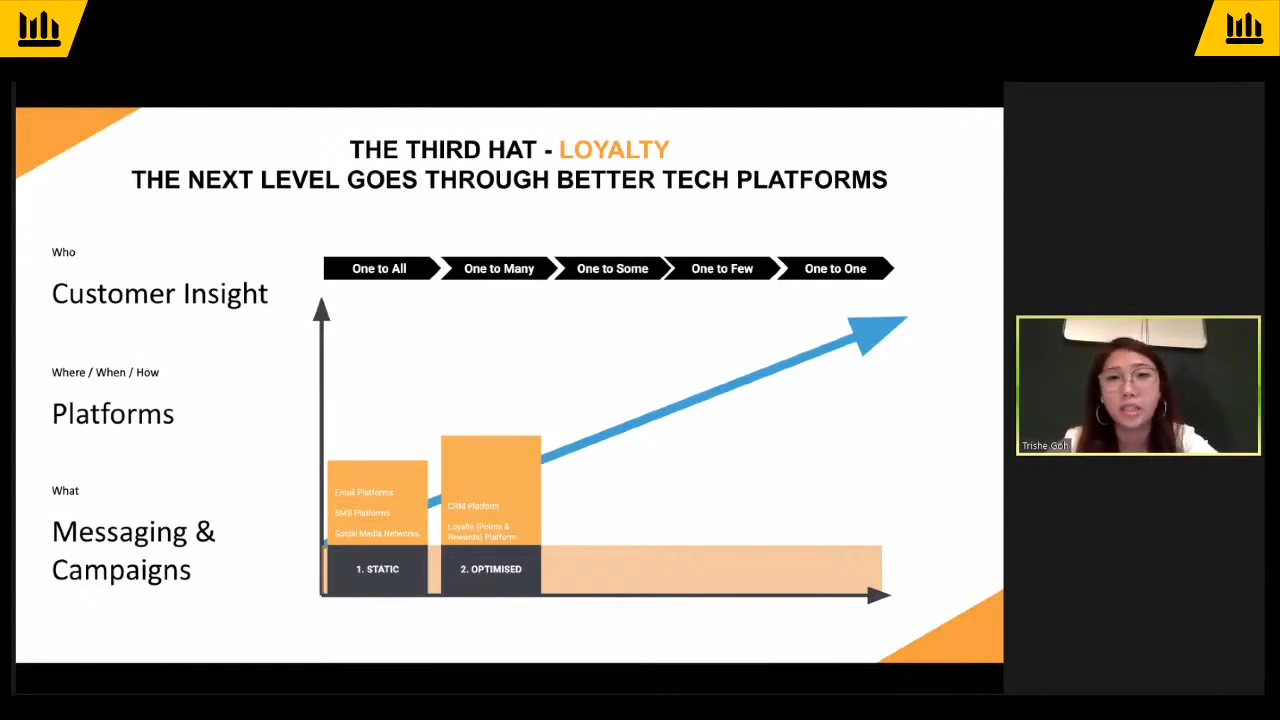 THE THIRD HAT - LOYALTY
THE NEXT LEVEL GOES THROUGH BETTER TECH PLATFORMS
Who
Customer Insight
Where / When / How
Platforms
What
Messaging &
Campaigns
One to All
One to Many
One to Some
One to Few
One to One
Email Platforms
SMS Platforms
Social Media Networks
1. STATIC
CRM Platform
Loyalty (Points &
Rewards) Platform
2. OPTIMISED
Trishe Goh